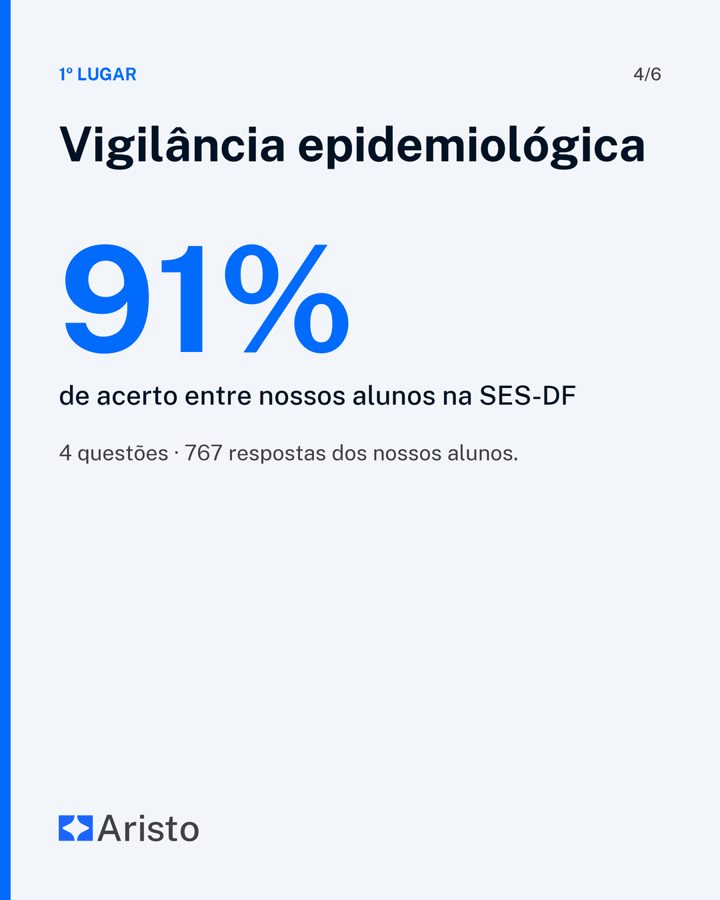 1º LUGAR
4/6
Vigilância epidemiológica
91%
de acerto entre nossos alunos na SES-DF
4 questões · 767 respostas dos nossos alunos.
Aristo